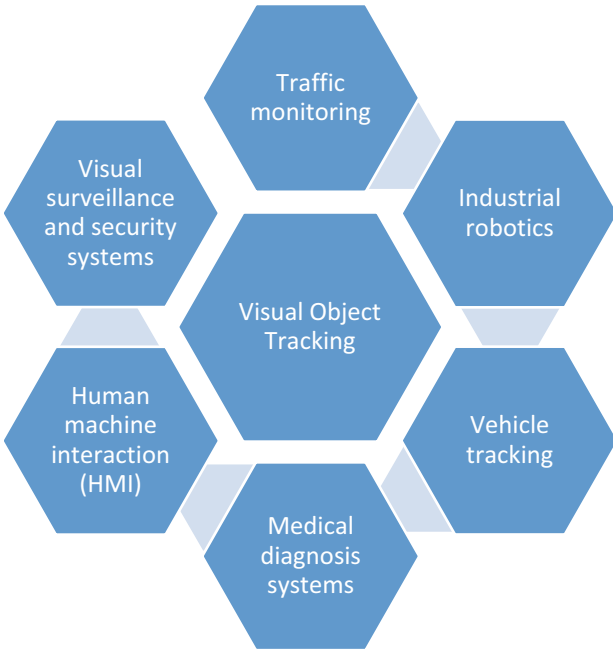 Traffic
monitoring
Industrial
robotics
Vehicle
tracking
Medical
diagnosis
systems
Human
machine
interaction
(HMI)
Visual
surveillance
and security
systems
Visual Object
Tracking